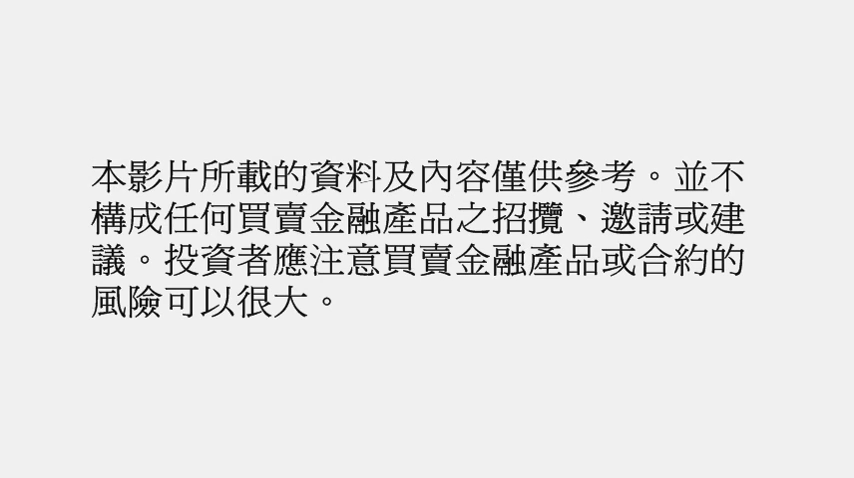 本影片所載的資料及內容僅供參考。並不
構成任何買賣金融產品之招攬、邀請或建
議。投資者應注意買賣金融產品或合約的
風險可以很大。